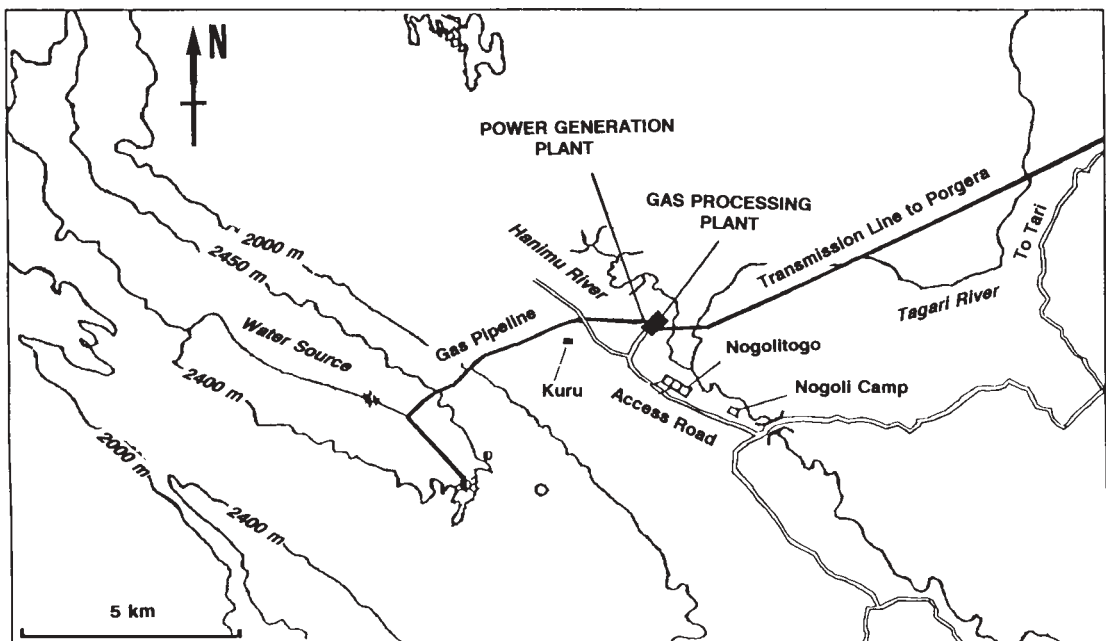 N
POWER GENERATION
PLANT
GAS PROCESSING
PLANT
Transmission Line to Porgera
To Tari
Hanimu River
2000 m
2450 m
Tagari River
Gas Pipeline
Water Source
Nogolitogo
Kuru
Nogoli Camp
Access Road
2400 m
2000 m
2400 m
5 km